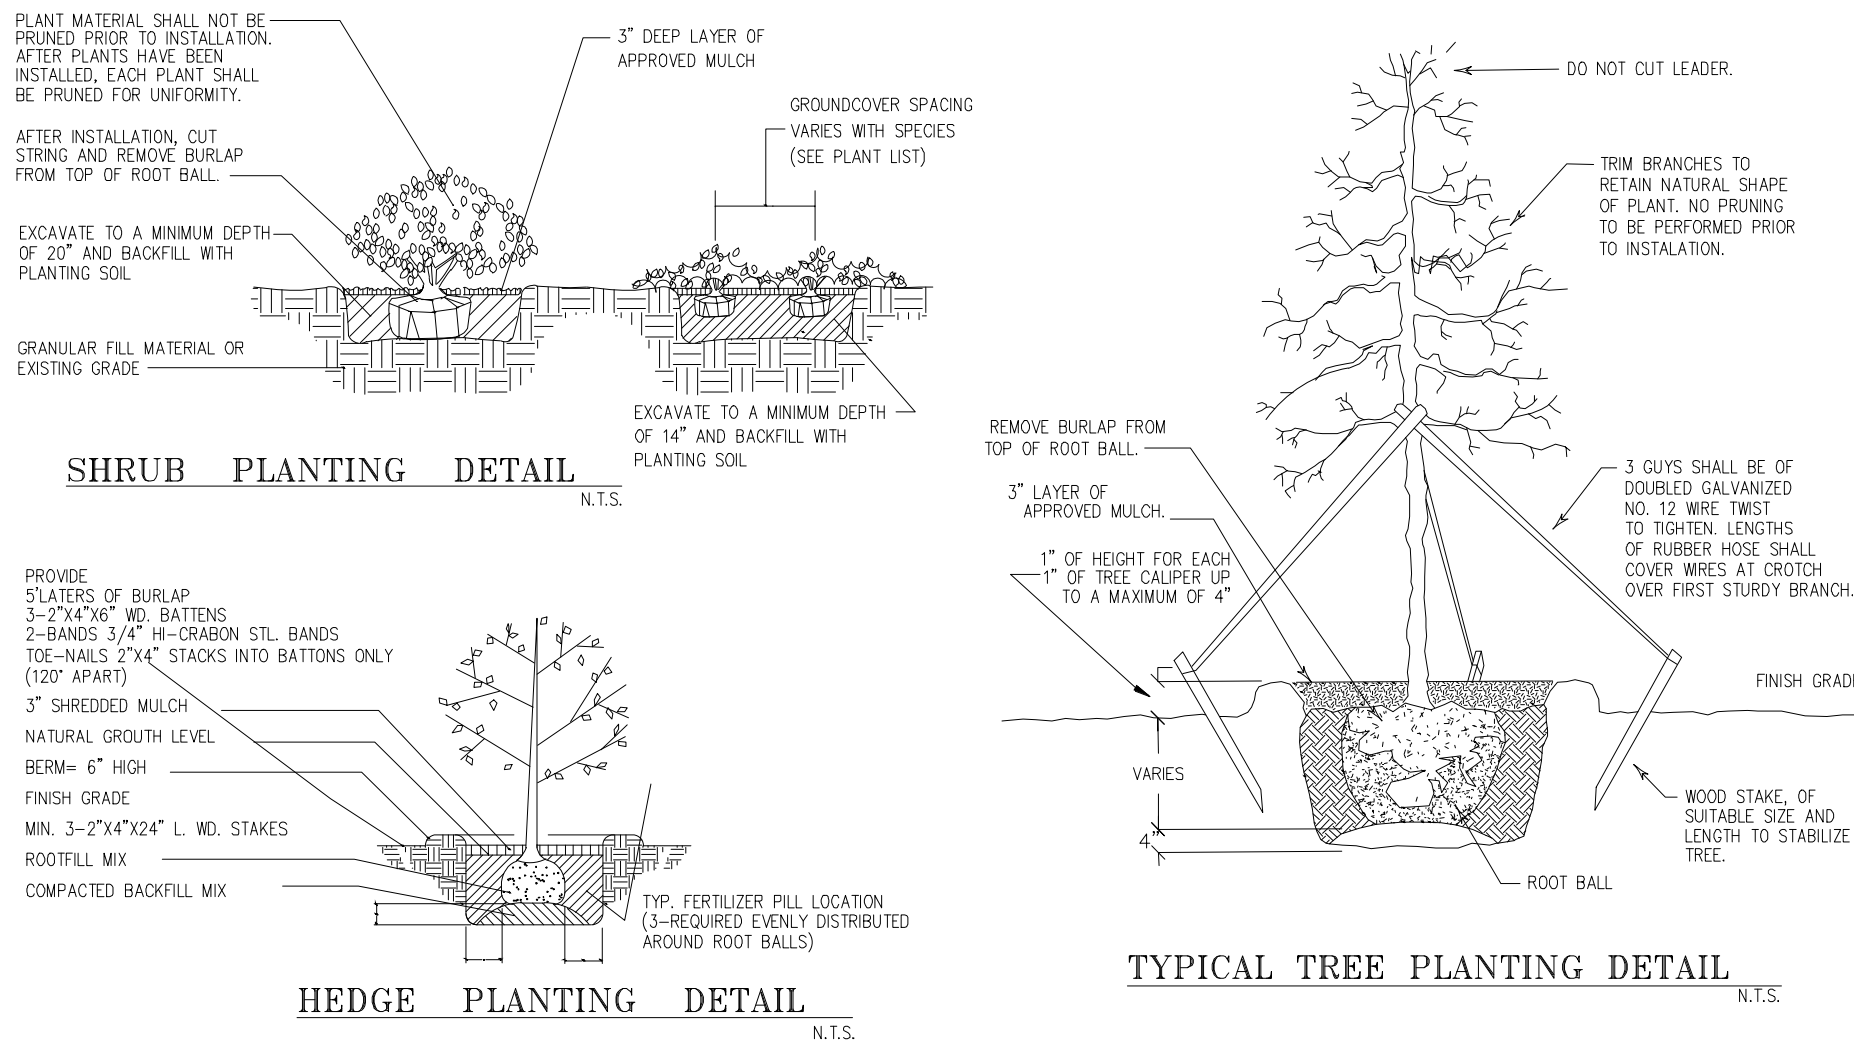 PLANT MATERIAL SHALL NOT BE
PRUNED PRIOR TO INSTALLATION.
AFTER PLANTS HAVE BEEN
INSTALLED, EACH PLANT SHALL
BE PRUNED FOR UNIFORMITY.
AFTER INSTALLATION, CUT
STRING AND REMOVE BURLAP
FROM TOP OF ROOT BALL.
EXCAVATE TO A MINIMUM DEPTH
OF 20" AND BACKFILL WITH
PLANTING SOIL
GRANULAR FILL MATERIAL OR
EXISTING GRADE
3" DEEP LAYER OF
APPROVED MULCH
GROUNDCOVER SPACING
VARIES WITH SPECIES
(SEE PLANT LIST)
EXCAVATE TO A MINIMUM DEPTH
OF 14" AND BACKFILL WITH
PLANTING SOIL
SHRUB PLANTING DETAIL
N.T.S.
PROVIDE
5'LATERS OF BURLAP
3-2"X4"X6" WD. BATTENS
2-BANDS 3/4" HI-CRABON STL. BANDS
TOE-NAILS 2"X4" STACKS INTO BATTONS ONLY
(120° APART)
3" SHREDDED MULCH
NATURAL GROUTH LEVEL
BERM= 6" HIGH
FINISH GRADE
MIN. 3-2"X4"X24" L. WD. STAKES
ROOTFILL MIX
COMPACTED BACKFILL MIX
TYP. FERTILIZER PILL LOCATION
(3-REQUIRED EVENLY DISTRIBUTED
AROUND ROOT BALLS)
HEDGE PLANTING DETAIL
N.T.S.
DO NOT CUT LEADER.
TRIM BRANCHES TO
RETAIN NATURAL SHAPE
OF PLANT. NO PRUNING
TO BE PERFORMED PRIOR
TO INSTALATION.
REMOVE BURLAP FROM
TOP OF ROOT BALL.
3" LAYER OF
APPROVED MULCH.
1" OF HEIGHT FOR EACH
1" OF TREE CALIPER UP
TO A MAXIMUM OF 4"
3 GUYS SHALL BE OF
DOUBLED GALVANIZED
NO. 12 WIRE TWIST
TO TIGHTEN. LENGTHS
OF RUBBER HOSE SHALL
COVER WIRES AT CROTCH
OVER FIRST STURDY BRANCH.
FINISH GRADE
VARIES
4"
WOOD STAKE, OF
SUITABLE SIZE AND
LENGTH TO STABILIZE
TREE.
ROOT BALL
TYPICAL TREE PLANTING DETAIL
N.T.S.